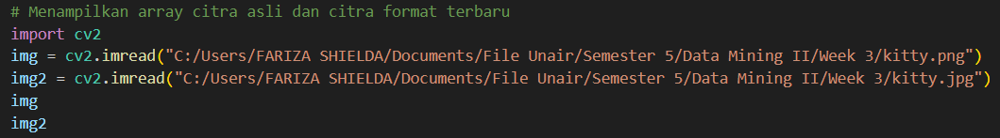 # Menampilkan array citra asli dan citra format terbaru
import cv2
img = cv2.imread("C:/Users/FARIZA SHIELDA/Documents/File Unair/Semester 5/Data Mining II/Week 3/kitty.png")
img2 = cv2.imread("C:/Users/FARIZA SHIELDA/Documents/File Unair/Semester 5/Data Mining II/Week 3/kitty.jpg")
img
img2